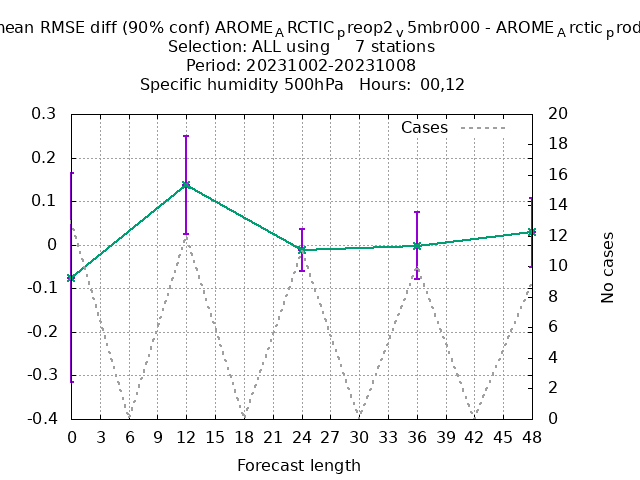 mean RMSE diff (90% conf) AROME_ARCTIC_preop2_v5mbr000 - AROME_Arctic_prod
Selection: ALL using 7 stations
Period: 20231002-20231008
Specific humidity 500hPa Hours: 00,12
Cases
0.3
0.2
0.1
0
-0.1
-0.2
-0.3
-0.4
20
18
16
14
12
10
8
6
4
2
0
No cases
0 3 6 9 12 15 18 21 24 27 30 33 36 39 42 45 48
Forecast length